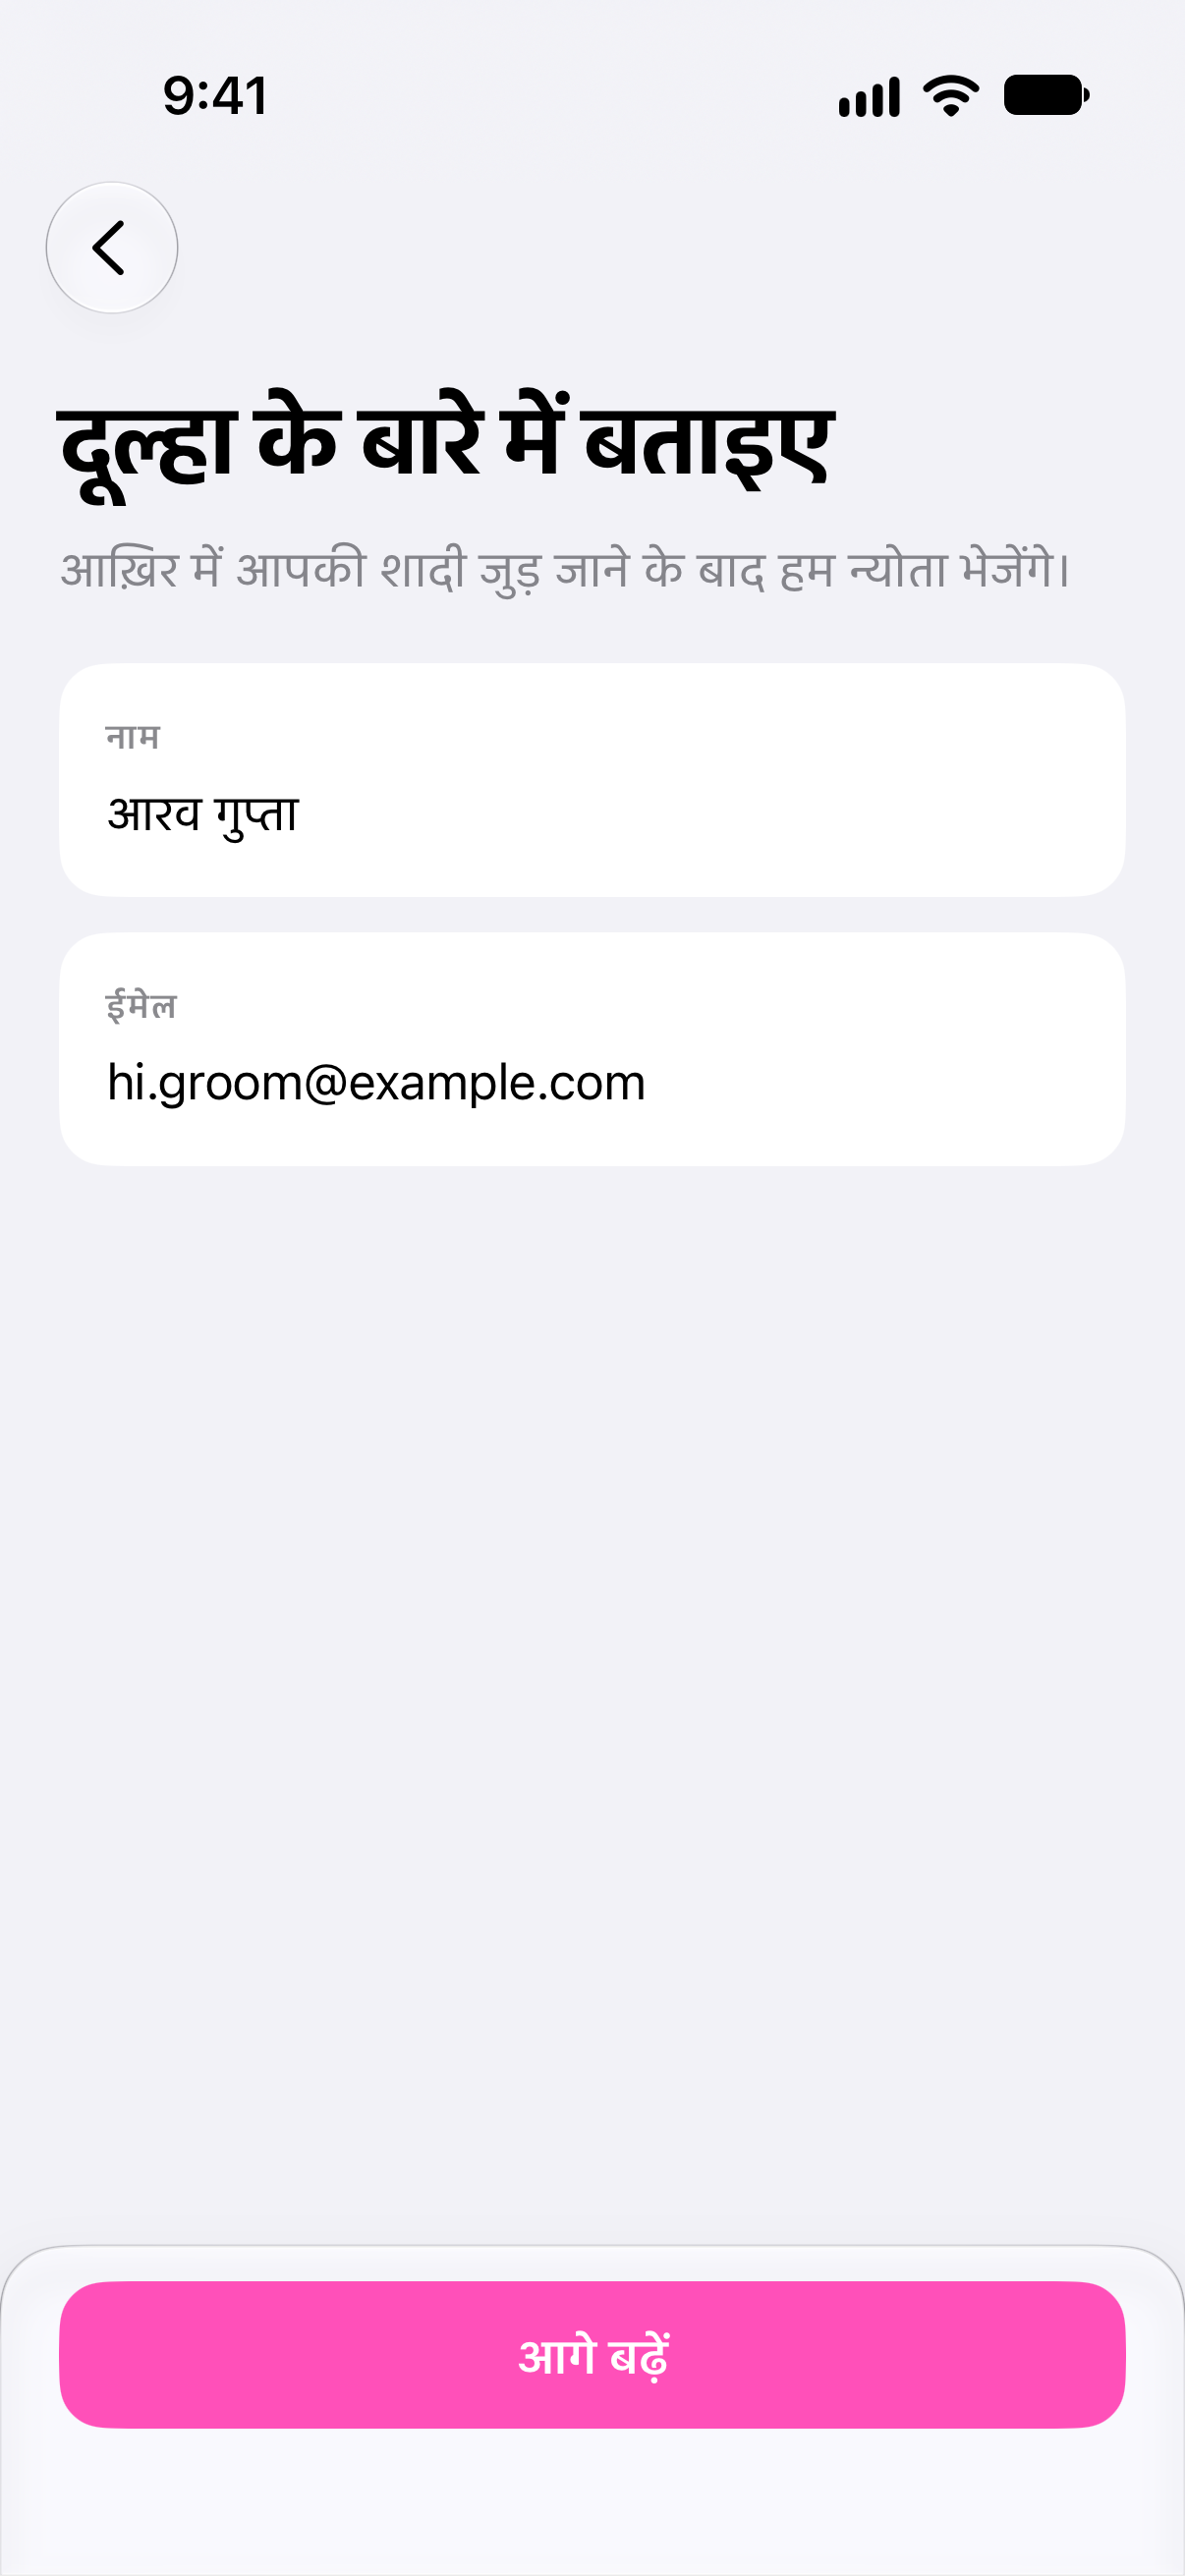 9:41
दूल्हा के बारे में बताइए
आख़िर में आपकी शादी जुड़ जाने के बाद हम न्योता भेजेंगे।
नाम
आरव गुप्ता
ईमेल
hi.groom@example.com
आगे बढ़ें